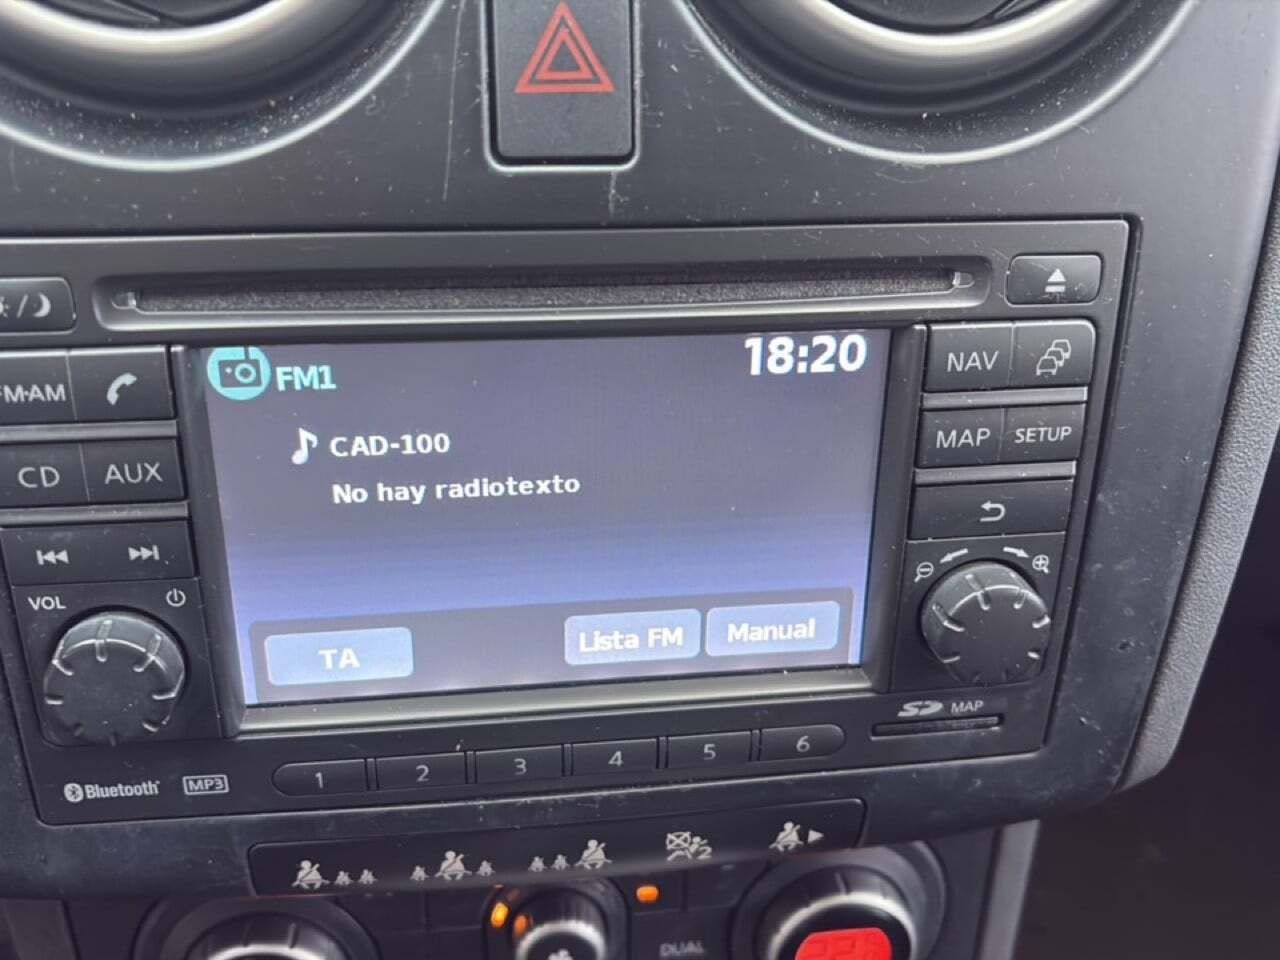 FM1
18:20
CAD-100
No hay radiotexto
TA
Lista FM
Manual
FM·AM
CD
AUX
VOL
NAV
MAP
SETUP
SD MAP
Bluetooth
MP3
1
2
3
4
5
6
2
DUAL